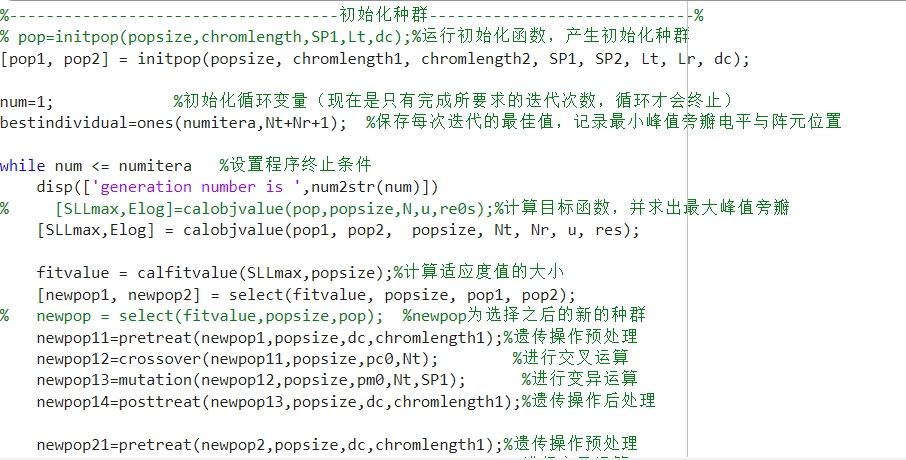 %------------------------------------初始化种群-----------------------------%
% pop=initpop(popsize,chromlength,SP1,Lt,dc);%运行初始化函数，产生初始化种群
[pop1, pop2] = initpop(popsize, chromlength1, chromlength2, SP1, SP2, Lt, Lr, dc);
num=1;             %初始化循环变量（现在是只有完成所要求的迭代次数，循环才会终止）
bestindividual=ones(numitera,Nt+Nr+1);  %保存每次迭代的最佳值，记录最小峰值旁瓣电平与阵元位置
while num <= numitera   %设置程序终止条件
    disp(['generation number is ',num2str(num)])
%     [SLLmax,Elog]=calobjvalue(pop,popsize,N,u,re0s);%计算目标函数，并求出最大峰值旁瓣
    [SLLmax,Elog] = calobjvalue(pop1, pop2,  popsize, Nt, Nr, u, res);
    fitvalue = calfitvalue(SLLmax,popsize);%计算适应度值的大小
    [newpop1, newpop2] = select(fitvalue, popsize, pop1, pop2);
%   newpop = select(fitvalue,popsize,pop);  %newpop为选择之后的新的种群
    newpop11=pretreat(newpop1,popsize,dc,chromlength1);%遗传操作预处理
    newpop12=crossover(newpop11,popsize,pc0,Nt);        %进行交叉运算
    newpop13=mutation(newpop12,popsize,pm0,Nt,SP1);      %进行变异运算
    newpop14=posttreat(newpop13,popsize,dc,chromlength1);%遗传操作后处理
    newpop21=pretreat(newpop2,popsize,dc,chromlength1);%遗传操作预处理